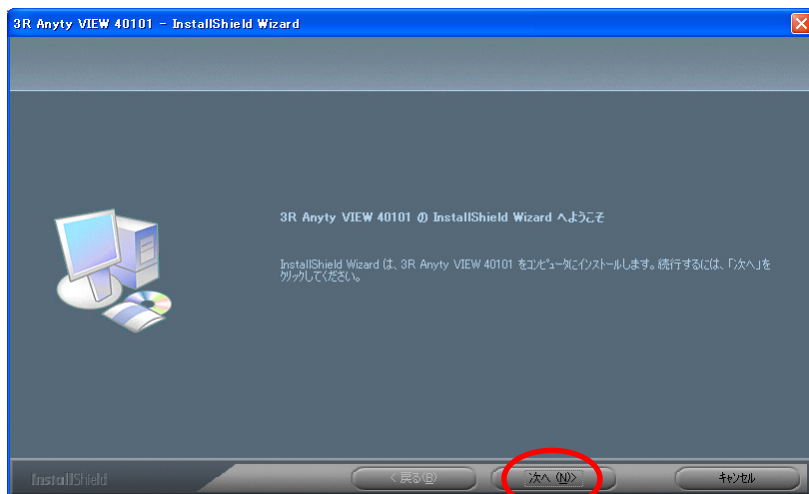 3R Anyty VIEW 40101 - InstallShield Wizard
3R Anyty VIEW 40101 の InstallShield Wizard へようこそ
InstallShield Wizard は、3R Anyty VIEW 40101 をｺﾝﾋﾟｭｰﾀにｲﾝｽﾄｰﾙします。続行するには、「次へ」を
ｸﾘｯｸしてください。
InstallShield
< 戻る(B)
次へ (N)>
ｷｬﾝｾﾙ